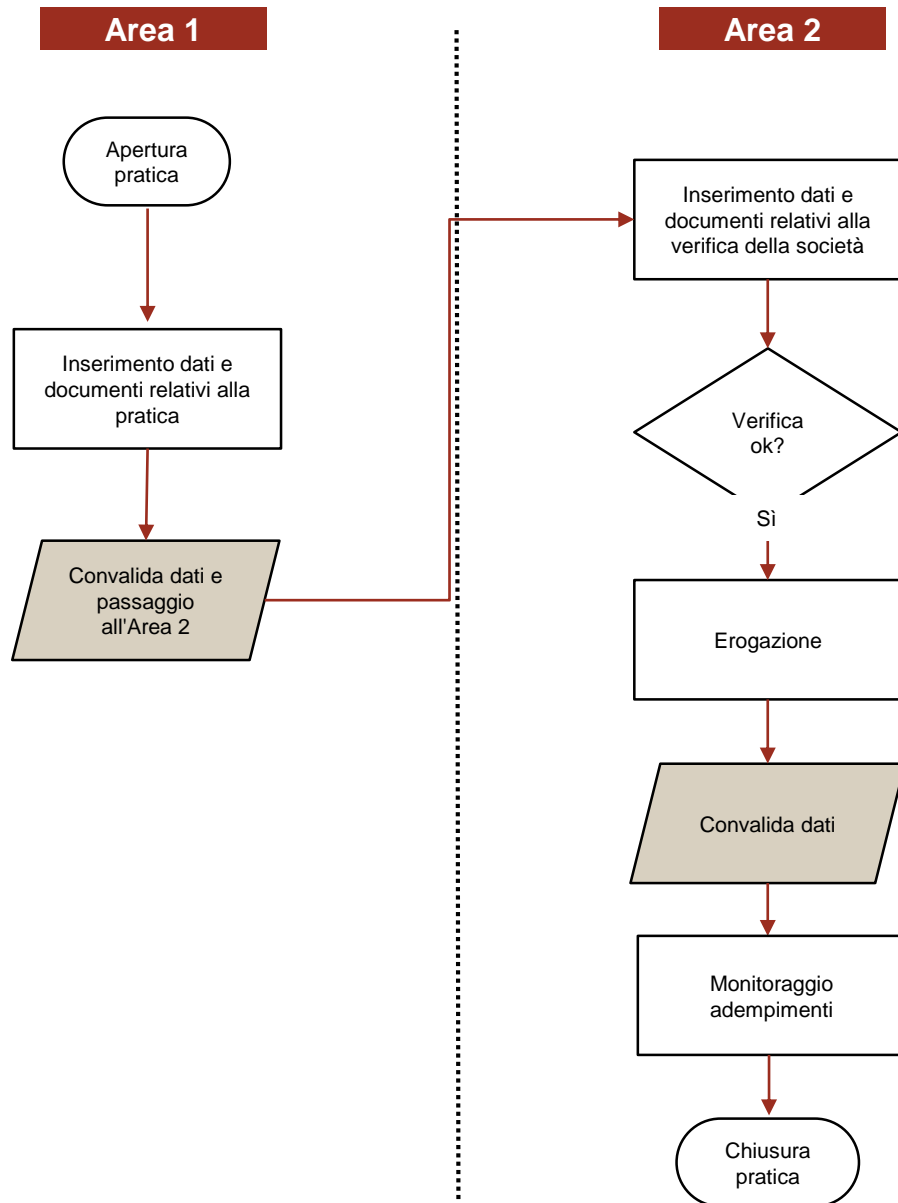 Area 1
Apertura
pratica
Inserimento dati e
documenti relativi alla
pratica
Convalida dati e
passaggio
all'Area 2
Area 2
Inserimento dati e
documenti relativi alla
verifica della società
Verifica
ok?
Sì
Erogazione
Convalida dati
Monitoraggio
adempimenti
Chiusura
pratica